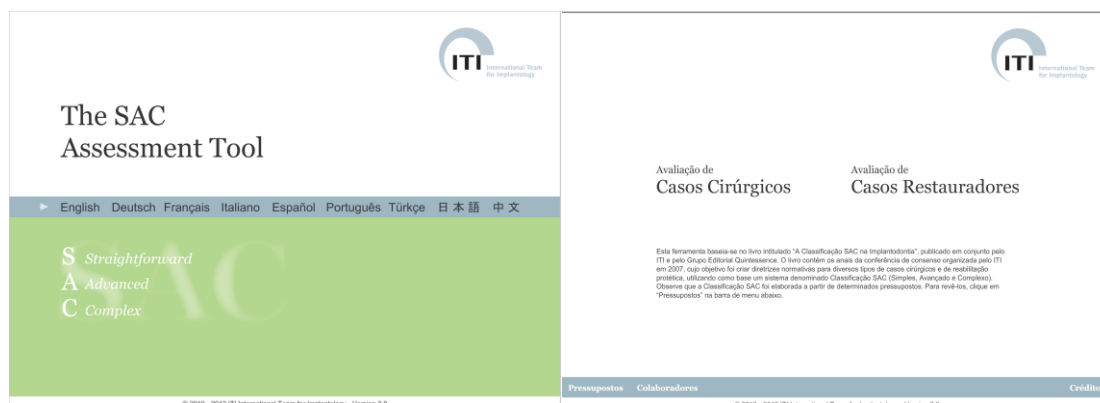 ITI
International Team
for Implantology
The SAC
Assessment Tool
English Deutsch Français Italiano Español Português Türkçe 日本語 中文
SAC
S Straightforward
A Advanced
C Complex
ITI
International Team
for Implantology
Avaliação de
Casos Cirúrgicos
Avaliação de
Casos Restauradores
Esta ferramenta baseia-se no livro intitulado "A Classificação SAC na Implantodontia", publicado em conjunto pelo
ITI e pelo Grupo Editorial Quintessence. O livro contém os anais da conferência de consenso organizada pelo ITI
em 2007, cujo objetivo foi criar diretrizes normativas para diversos tipos de casos cirúrgicos e de reabilitação
protética, utilizando como base um sistema denominado Classificação SAC (Simples, Avançado e Complexo).
Observe que a Classificação SAC foi elaborada a partir de determinados pressupostos. Para revê-los, clique em
"Pressupostos" na barra de menu abaixo.
Pressupostos Colaboradores Crédito